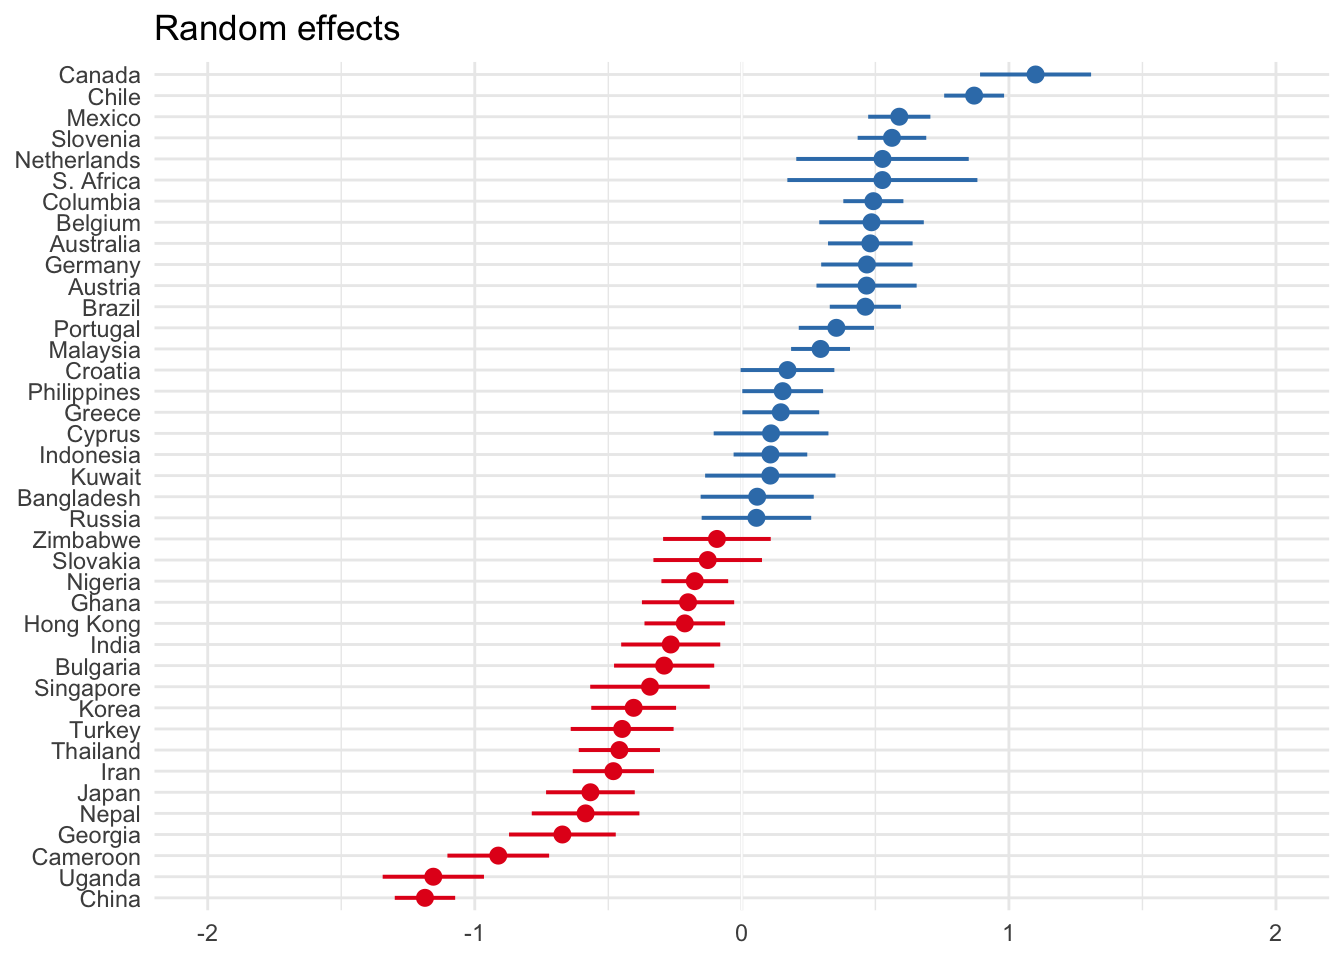 Random effects
Canada
Chile
Mexico
Slovenia
Netherlands
S. Africa
Columbia
Belgium
Australia
Germany
Austria
Brazil
Portugal
Malaysia
Croatia
Philippines
Greece
Cyprus
Indonesia
Kuwait
Bangladesh
Russia
Zimbabwe
Slovakia
Nigeria
Ghana
Hong Kong
India
Bulgaria
Singapore
Korea
Turkey
Thailand
Iran
Japan
Nepal
Georgia
Cameroon
Uganda
China
-2 -1 0 1 2